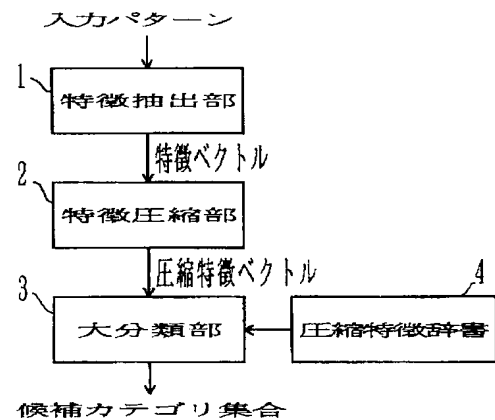 入力パターン
1
特徴抽出部
特徴ベクトル
2
特徴圧縮部
圧縮特徴ベクトル
3
大分類部
4
圧縮特徴辞書
候補カテゴリ集合